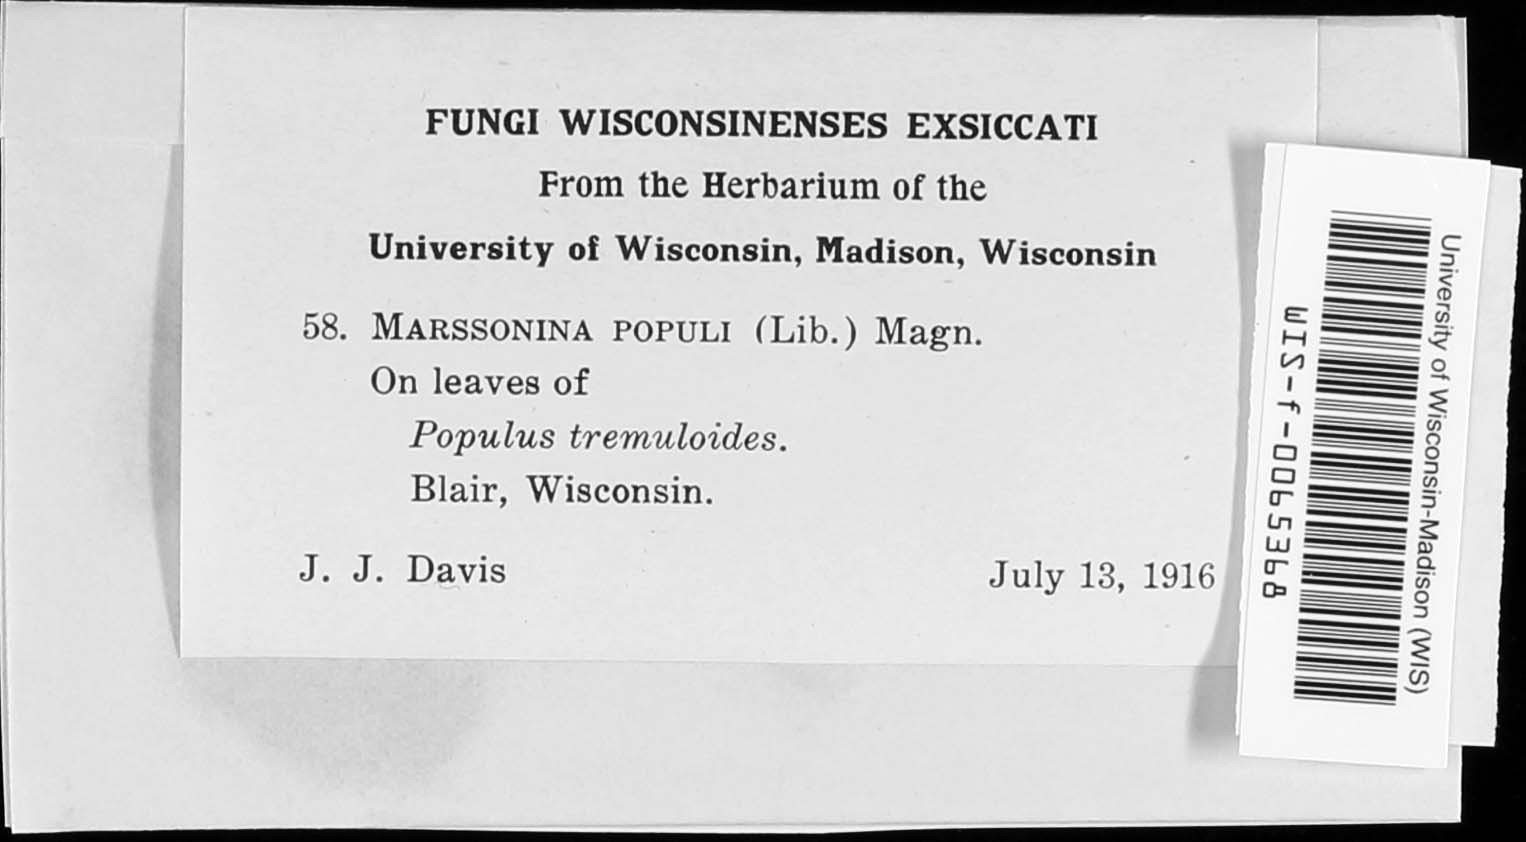 FUNGI WISCONSINENSES EXSICCATI
From the Herbarium of the
University of Wisconsin, Madison, Wisconsin
58. MARSSONINA POPULI (Lib.) Magn.
On leaves of
Populus tremuloides.
Blair, Wisconsin.
J. J. Davis July 13, 1916
University of Wisconsin-Madison (WIS)
WIS-f-0065368